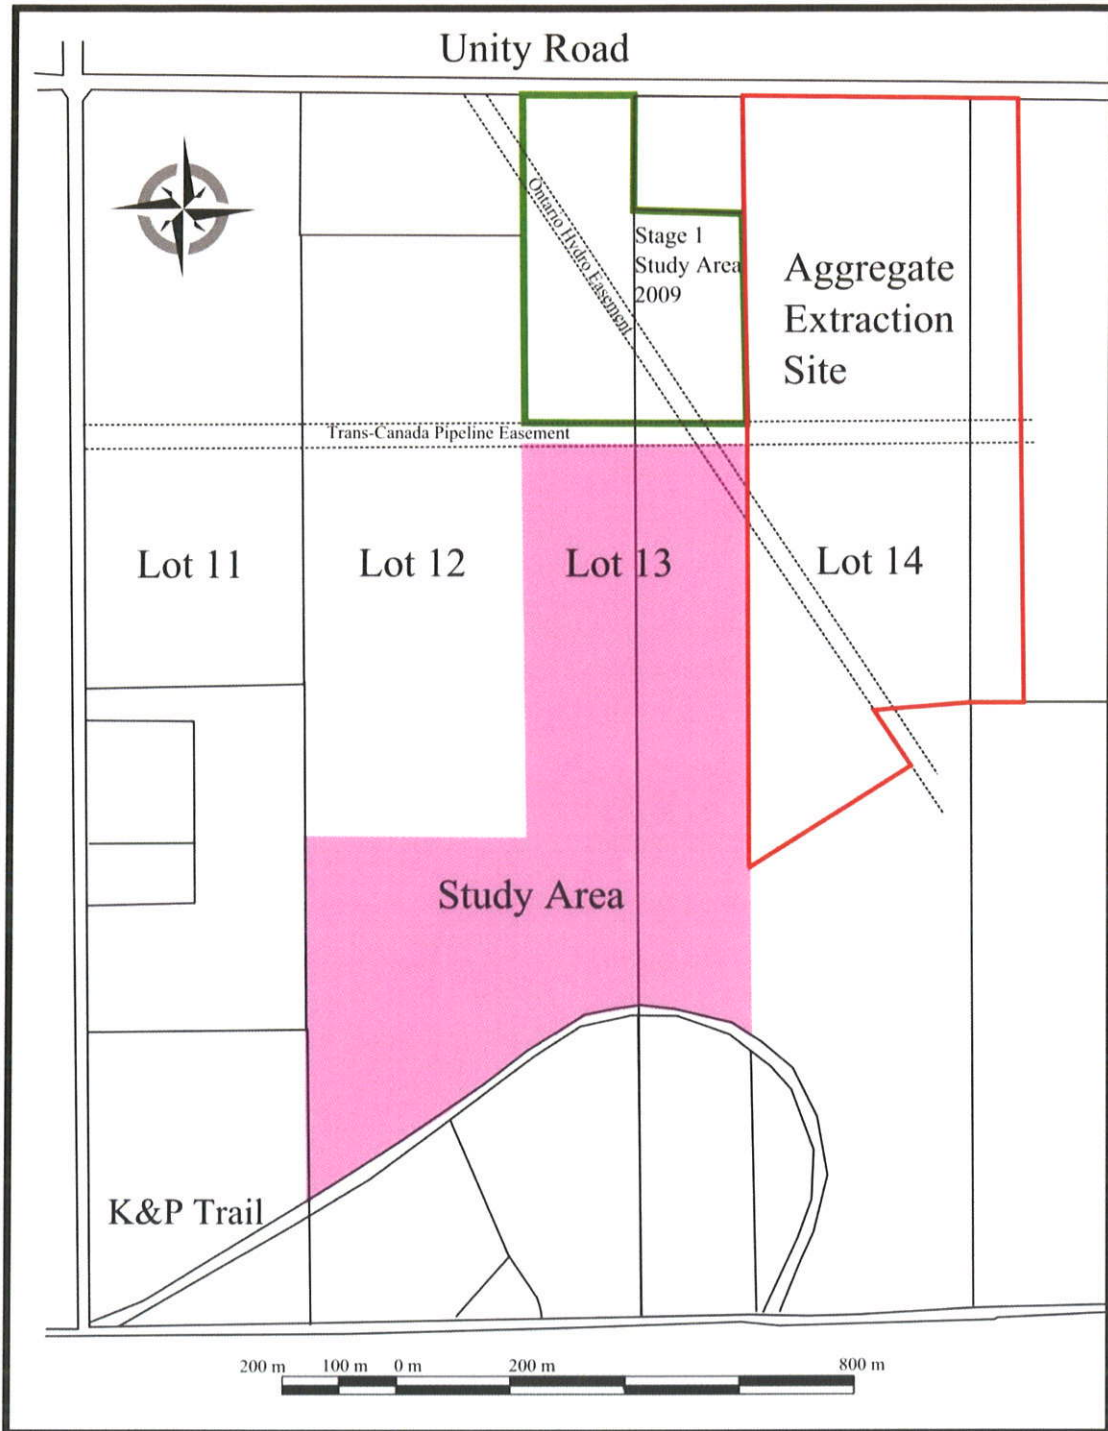 Unity Road
Ontario Hydro Easement
Stage 1
Study Area
2009
Aggregate
Extraction
Site
Trans-Canada Pipeline Easement
Lot 11
Lot 12
Lot 13
Lot 14
Study Area
K&P Trail
200 m 100 m 0 m 200 m 800 m